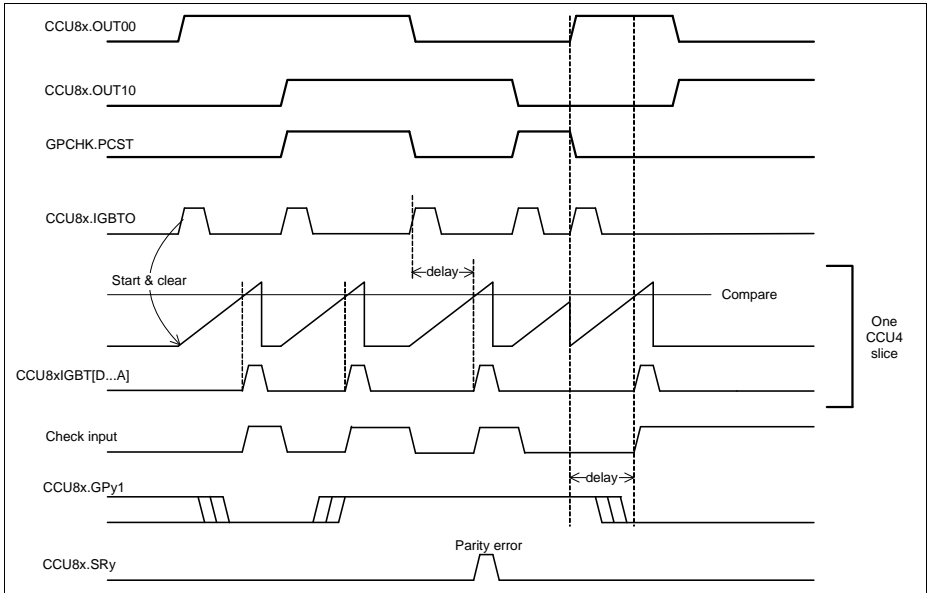 CCU8x.OUT00
CCU8x.OUT10
GPCHK.PCST
CCU8x.IGBTO
delay
Start & clear
Compare
One
CCU4
slice
CCU8xIGBT[D...A]
Check input
delay
CCU8x.GPy1
Parity error
CCU8x.SRy